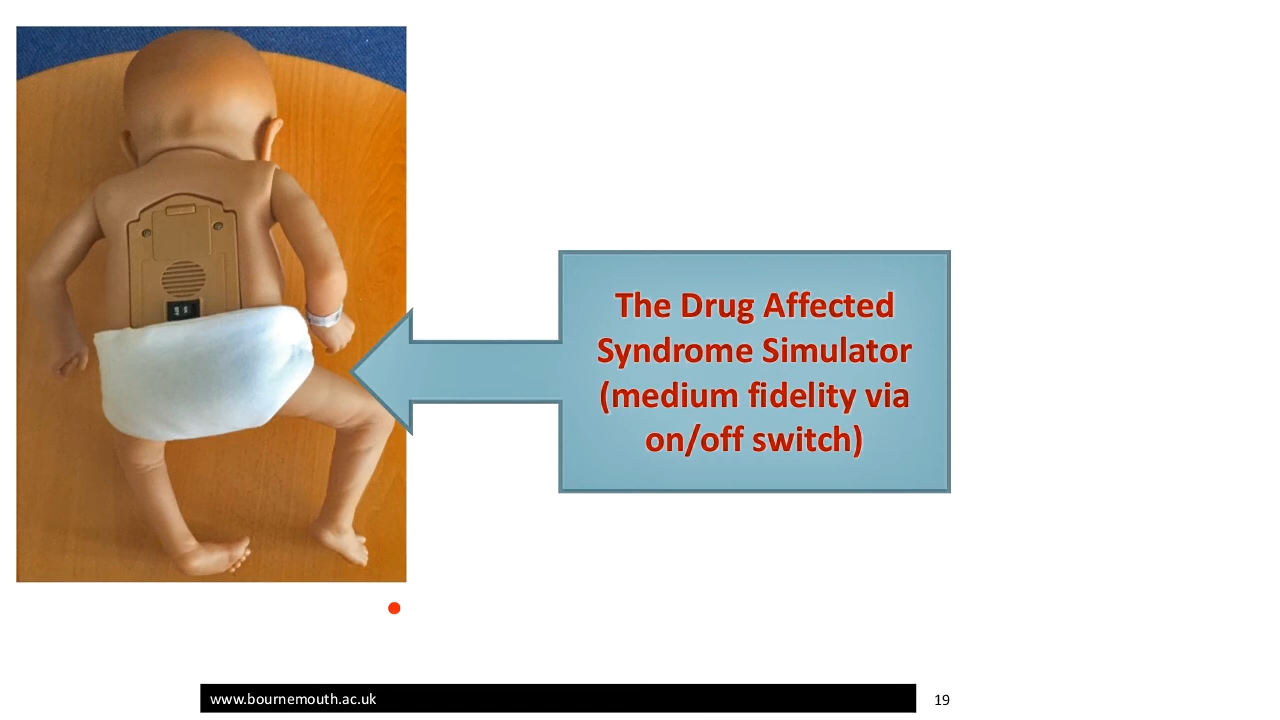 The Drug Affected
Syndrome Simulator
(medium fidelity via
on/off switch)
www.bournemouth.ac.uk
19